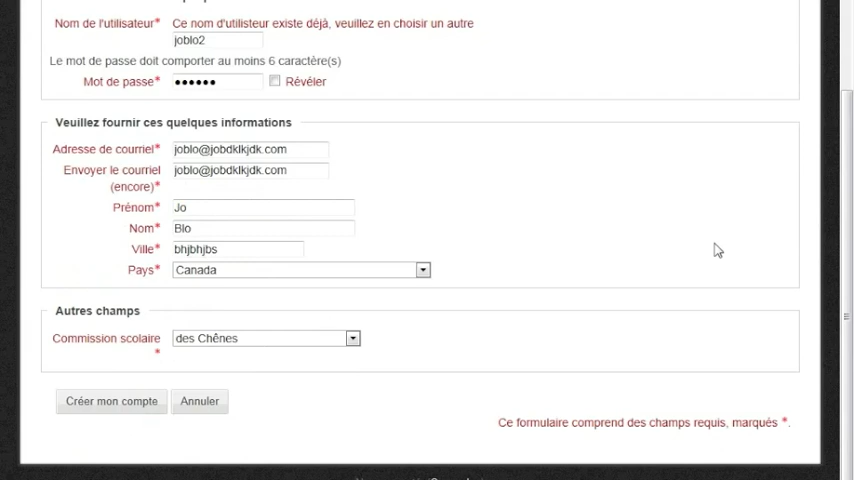 Nom de l'utilisateur* Ce nom d'utilisteur existe déjà, veuillez en choisir un autre
joblo2
Le mot de passe doit comporter au moins 6 caractère(s)
Mot de passe* •••••• Révéler
Veuillez fournir ces quelques informations
Adresse de courriel* joblo@jobdklkjdk.com
Envoyer le courriel joblo@jobdklkjdk.com
(encore)*
Prénom* Jo
Nom* Blo
Ville* bhjbhjbs
Pays* Canada
Autres champs
Commission scolaire des Chênes
*
Créer mon compte Annuler
Ce formulaire comprend des champs requis, marqués *.